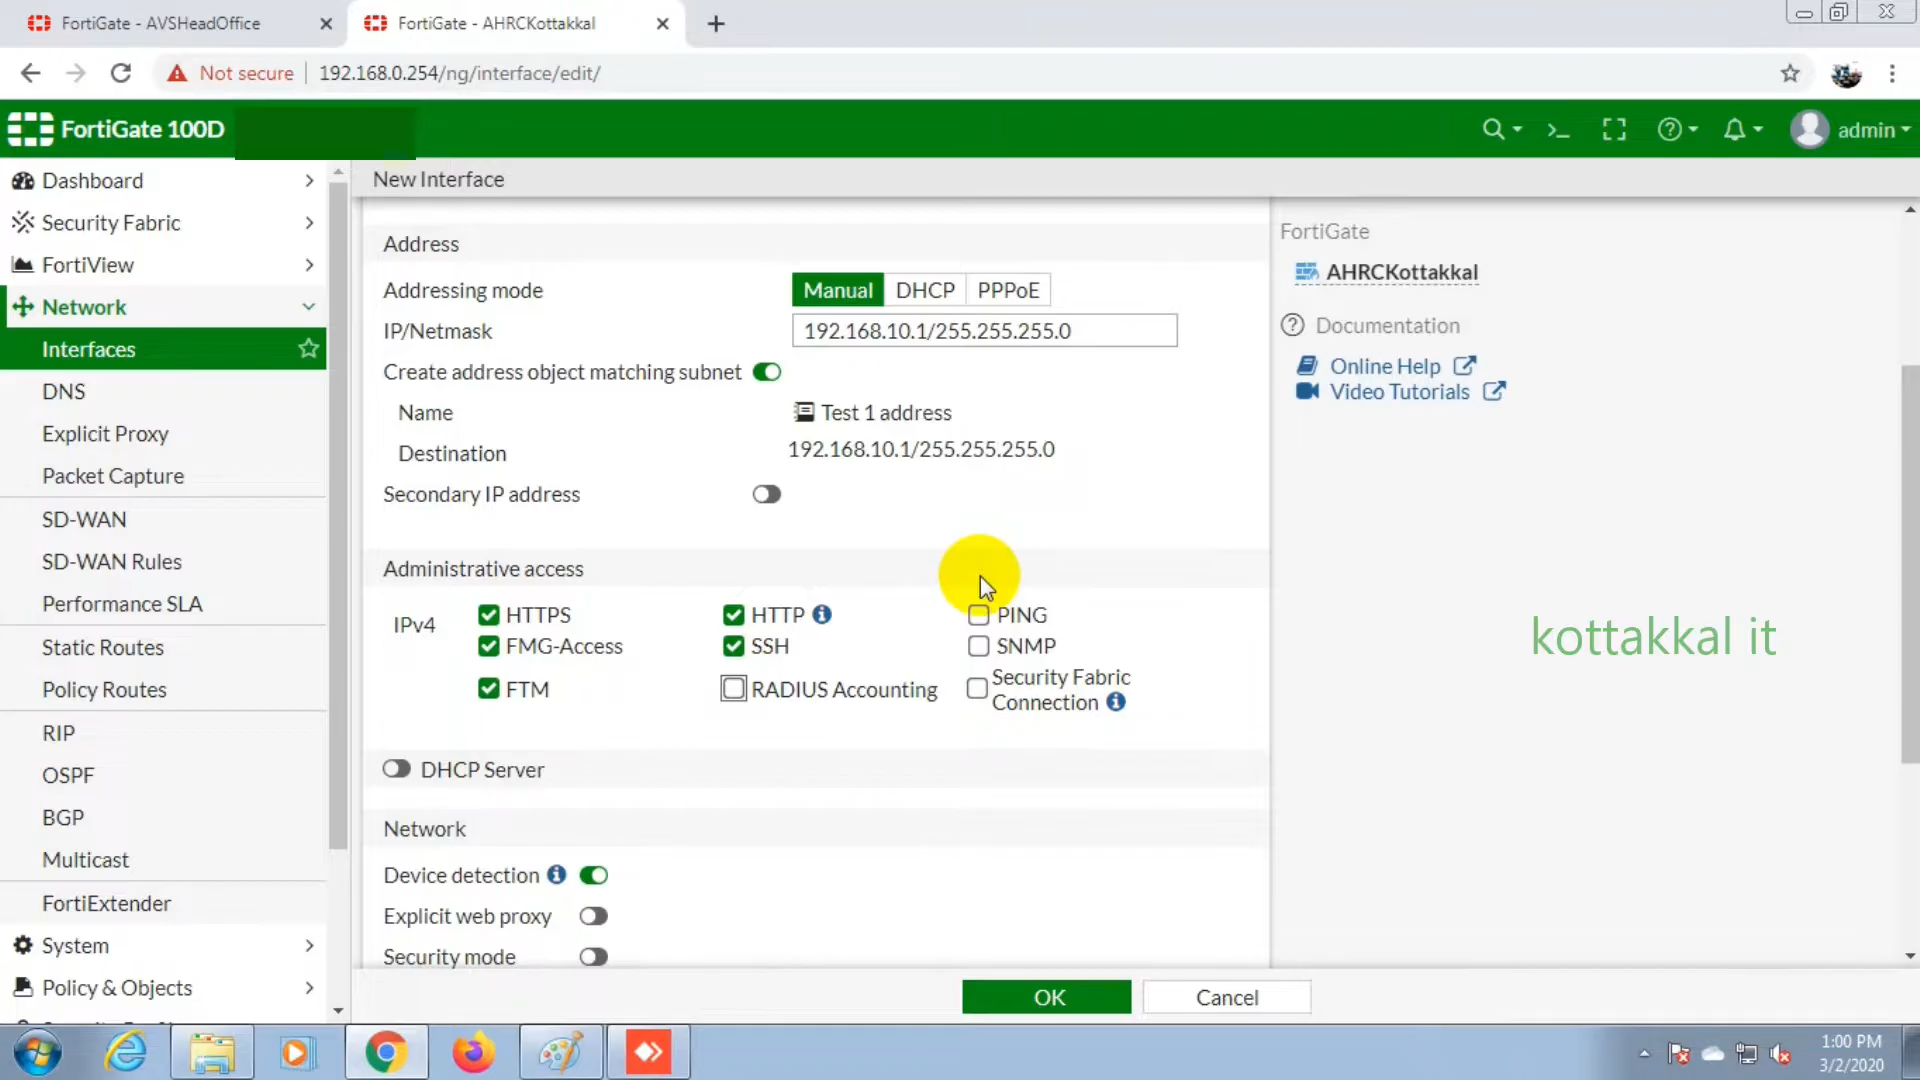 FortiGate - AVSHeadOffice
FortiGate - AHRCKottakkal
Not secure
192.168.0.254/ng/interface/edit/
FortiGate 100D
admin
Dashboard
Security Fabric
FortiView
Network
Interfaces
DNS
Explicit Proxy
Packet Capture
SD-WAN
SD-WAN Rules
Performance SLA
Static Routes
Policy Routes
RIP
OSPF
BGP
Multicast
FortiExtender
System
Policy & Objects
New Interface
Address
Addressing mode
Manual DHCP PPPoE
IP/Netmask
192.168.10.1/255.255.255.0
Create address object matching subnet
Name
Test 1 address
Destination
192.168.10.1/255.255.255.0
Secondary IP address
Administrative access
IPv4
HTTPS HTTP PING
FMG-Access SSH SNMP
FTM RADIUS Accounting Security Fabric
Connection
DHCP Server
Network
Device detection
Explicit web proxy
Security mode
OK Cancel
FortiGate
AHRCKottakkal
Documentation
Online Help
Video Tutorials
kottakkal it
1:00 PM
3/2/2020